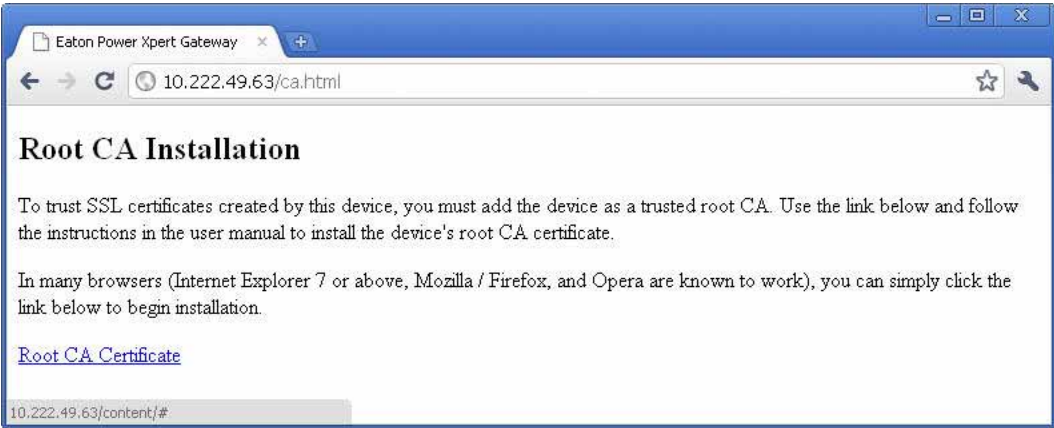 Eaton Power Xpert Gateway
10.222.49.63/ca.html
Root CA Installation
To trust SSL certificates created by this device, you must add the device as a trusted root CA. Use the link below and follow
the instructions in the user manual to install the device's root CA certificate.
In many browsers (Internet Explorer 7 or above, Mozilla / Firefox, and Opera are known to work), you can simply click the
link below to begin installation.
Root CA Certificate
10.222.49.63/content/#